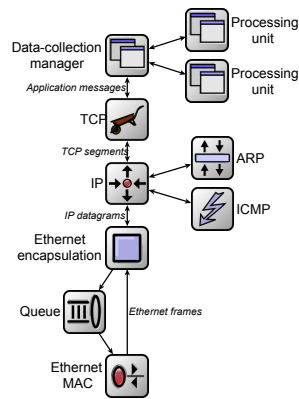 Data-collection
manager
Processing
unit
Processing
unit
Application messages
TCP
TCP segments
IP
ARP
ICMP
IP datagrams
Ethernet
encapsulation
Queue
Ethernet frames
Ethernet
MAC